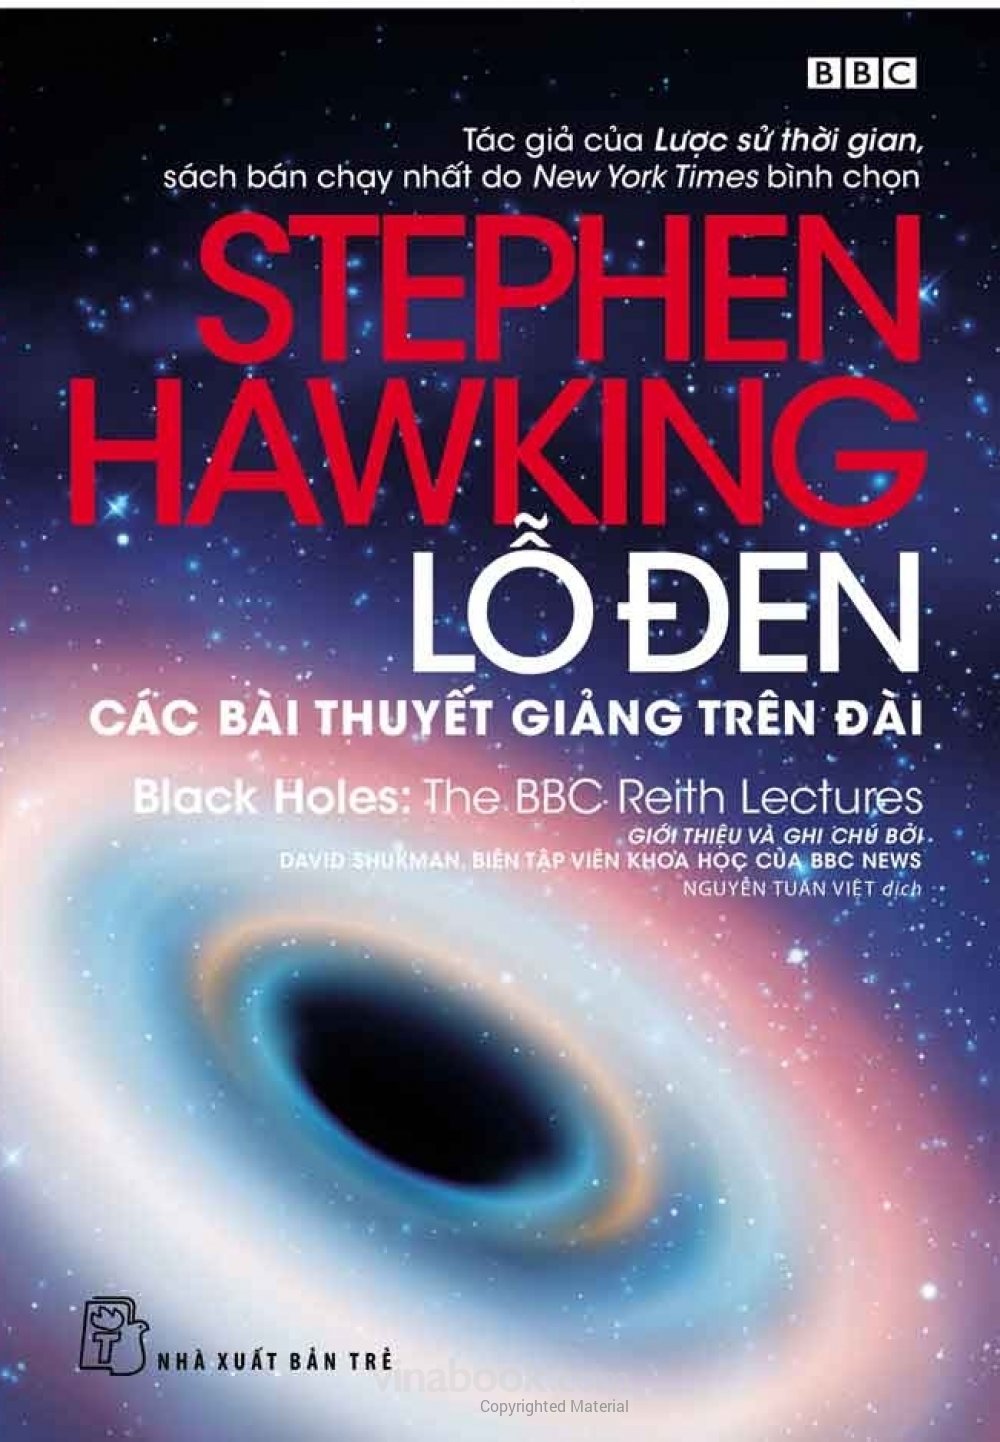 BBC
Tác giả của Lược sử thời gian,
sách bán chạy nhất do New York Times bình chọn
STEPHEN
HAWKING
LỖ ĐEN
CÁC BÀI THUYẾT GIẢNG TRÊN ĐÀI
Black Holes: The BBC Reith Lectures
GIỚI THIỆU VÀ GHI CHÚ BỞI
DAVID SHUKMAN, BIÊN TẬP VIÊN KHOA HỌC CỦA BBC NEWS
NGUYỄN TUẤN VIỆT dịch
NHÀ XUẤT BẢN TRẺ
vinabook.com
Copyrighted Material